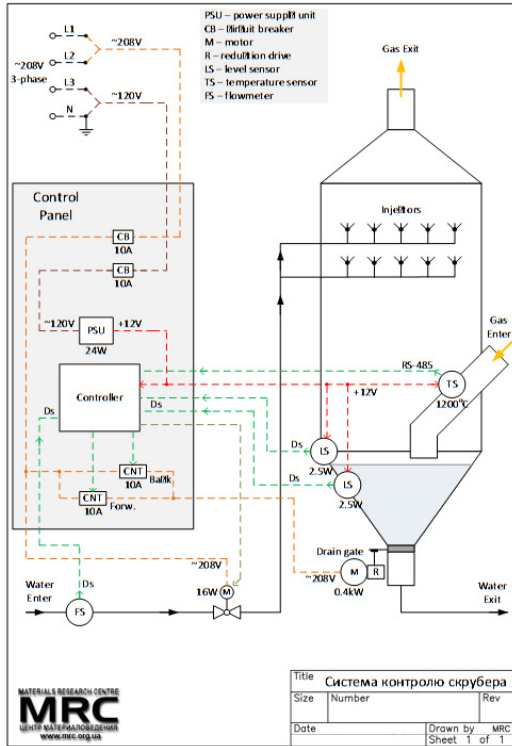 PSU – power supply unit
CB – circuit breaker
M – motor
R – reduction drive
LS – level sensor
TS – temperature sensor
FS – flowmeter
L1
~208V
L2
~208V
3-phase
L3
~120V
N
Gas Exit
Control
Panel
CB
10A
CB
10A
Injectors
Gas
Enter
~120V
PSU
+12V
24W
RS-485
TS
1200°C
+12V
Controller
Ds
Ds
LS
2.5W
Ds
LS
2.5W
CNT
10A
Back
CNT
10A
Forw.
~208V
Drain gate
M
R
~208V
0.4kW
Water
Enter
Ds
FS
16W
M
Water
Exit
MATERIALS RESEARCH CENTRE
MRC
ЦЕНТР МАТЕРИАЛОВЕДЕНИЯ
www.mrc.org.ua
Title
Система контролю скрубера
Size
Number
Rev
Date
Drawn by MRC
Sheet 1 of 1